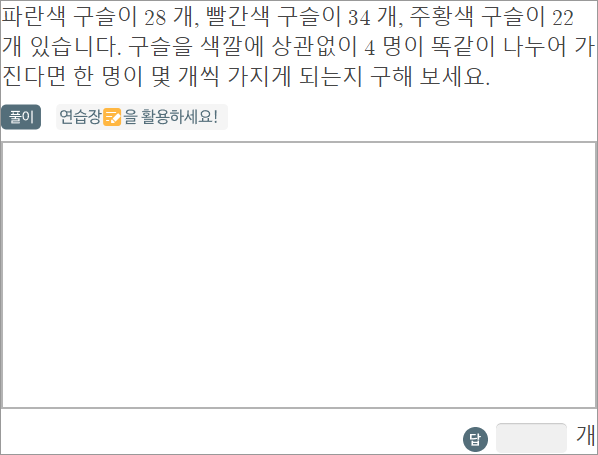 파란색 구슬이 28 개, 빨간색 구슬이 34 개, 주황색 구슬이 22
개 있습니다. 구슬을 색깔에 상관없이 4 명이 똑같이 나누어 가
진다면 한 명이 몇 개씩 가지게 되는지 구해 보세요.
풀이 연습장을 활용하세요!
답 개